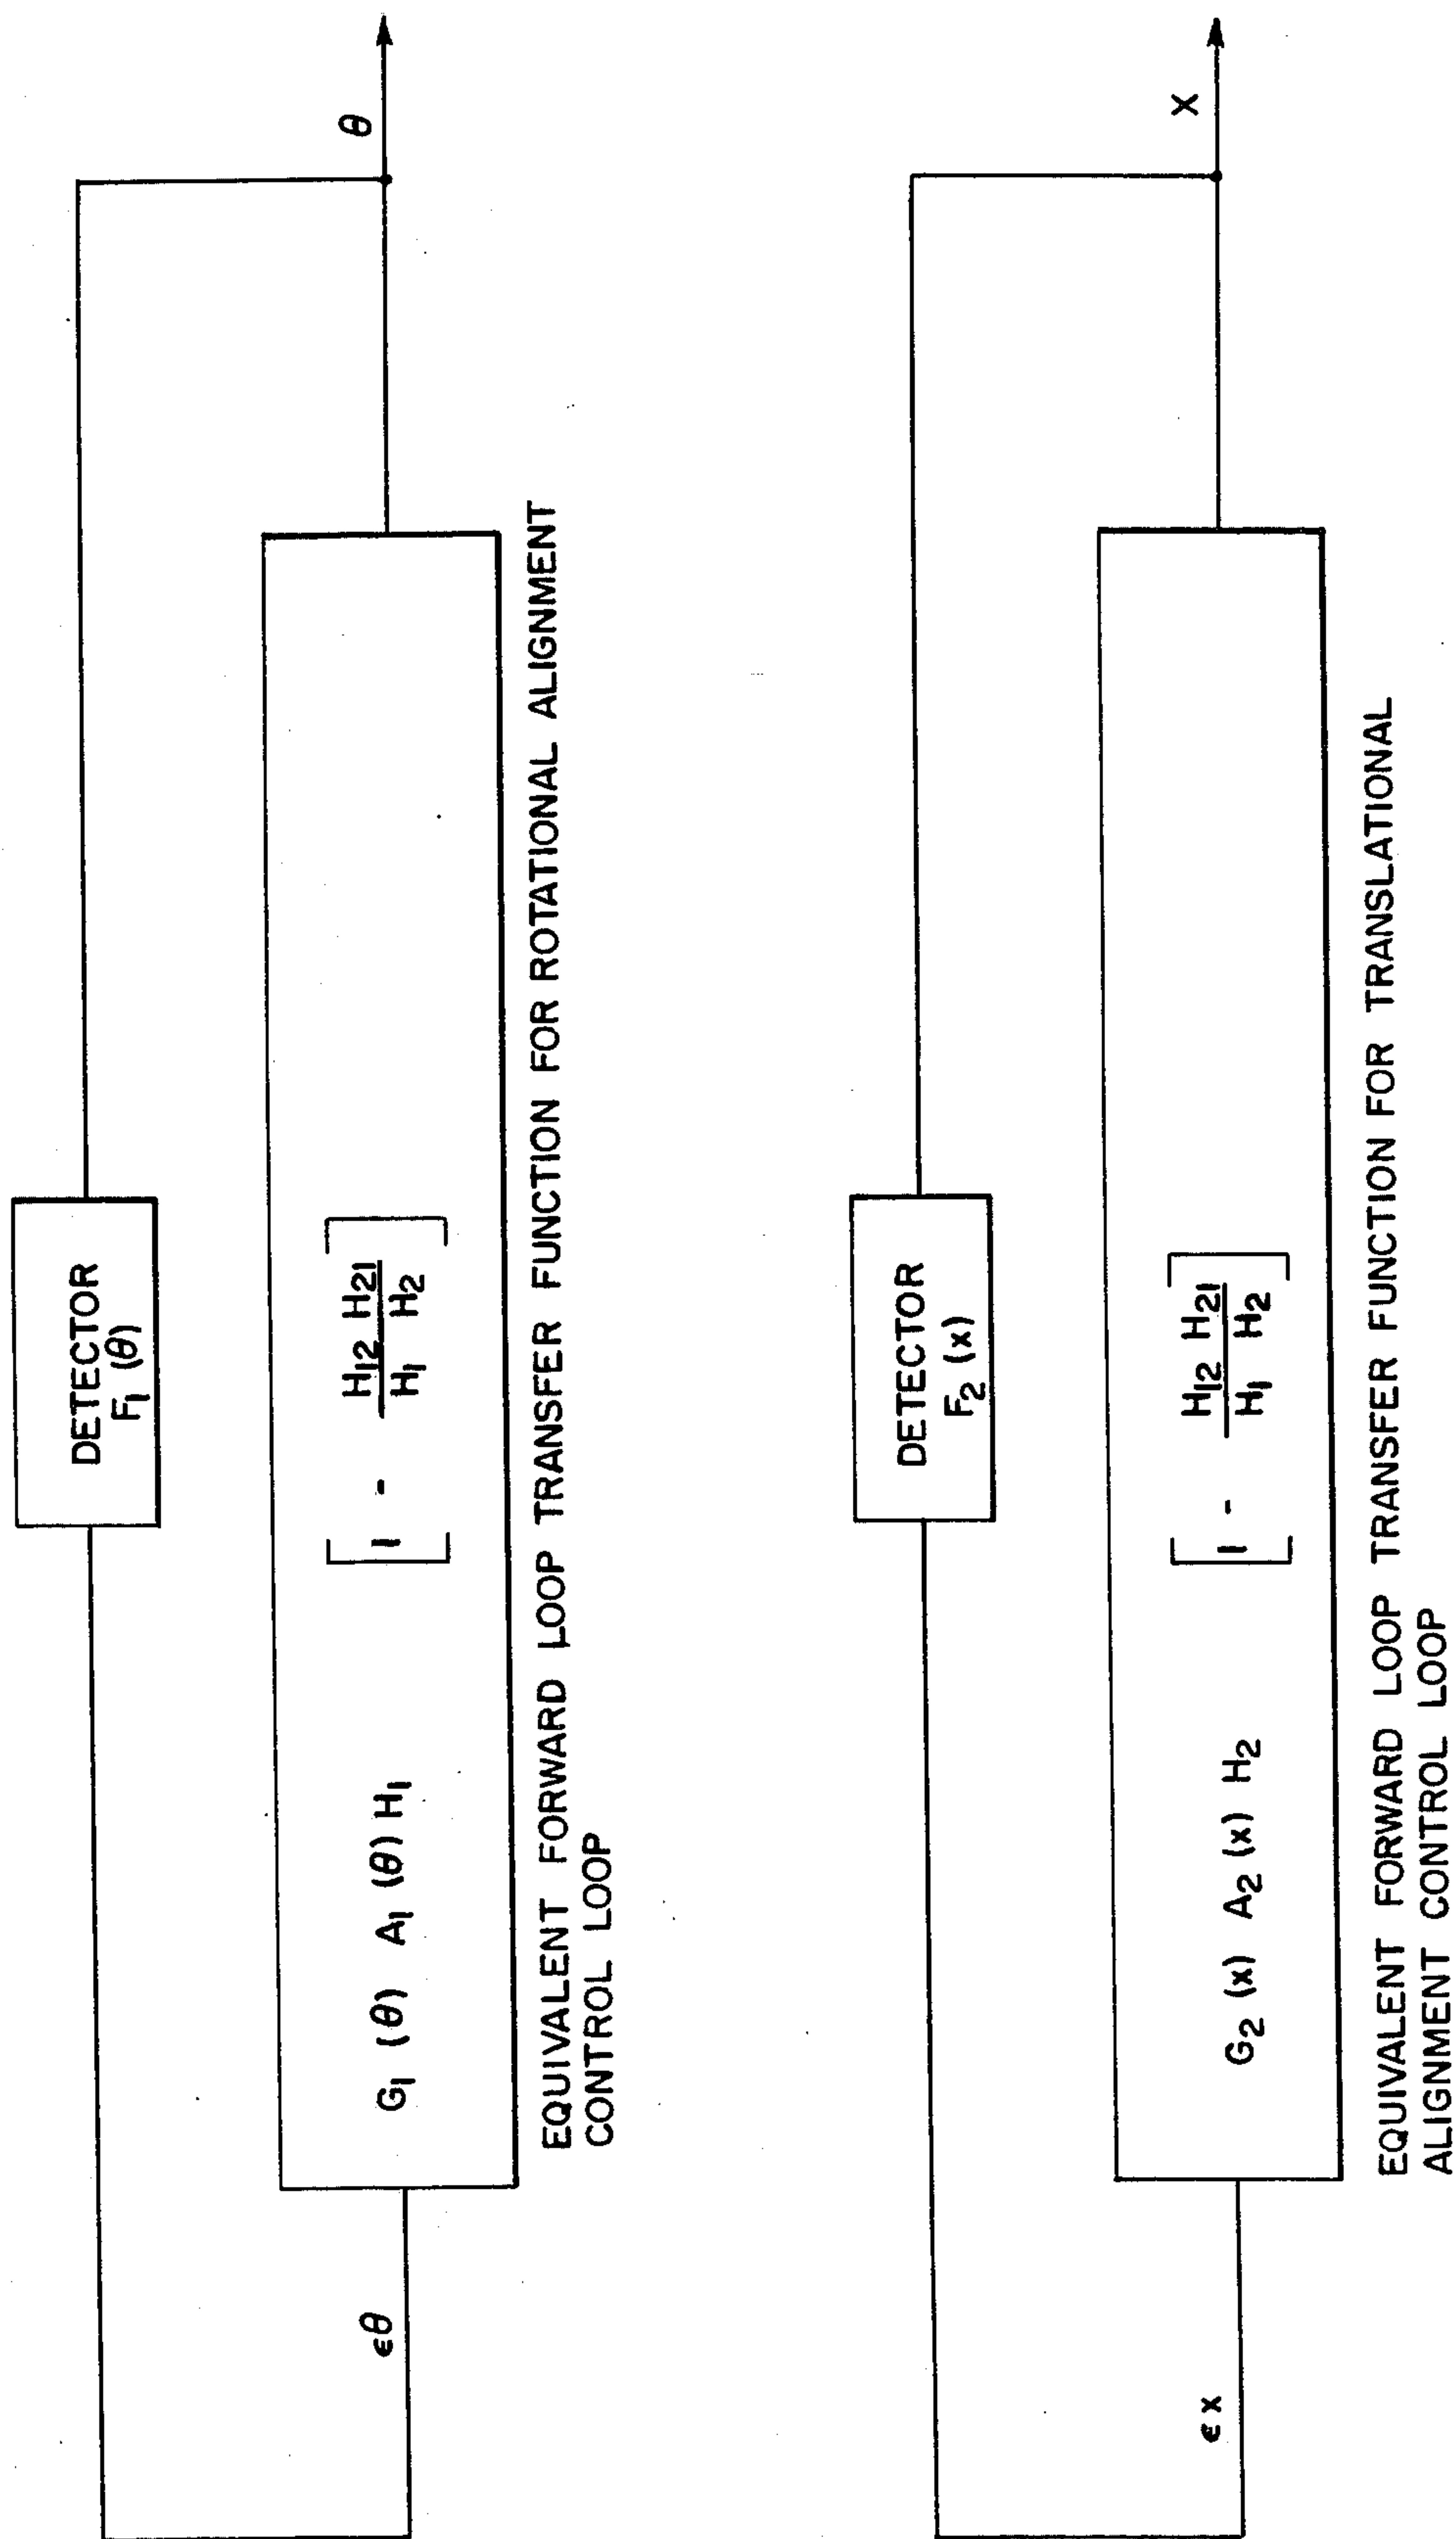 DETECTOR
F₁ (θ)
θ
εθ
G₁ (θ) A₁ (θ) H₁ [1 - H₁₂ H₂₁ / H₁ H₂]
EQUIVALENT FORWARD LOOP TRANSFER FUNCTION FOR ROTATIONAL ALIGNMENT
CONTROL LOOP
DETECTOR
F₂ (x)
X
εx
G₂ (x) A₂ (x) H₂ [1 - H₁₂ H₂₁ / H₁ H₂]
EQUIVALENT FORWARD LOOP TRANSFER FUNCTION FOR TRANSLATIONAL
ALIGNMENT CONTROL LOOP